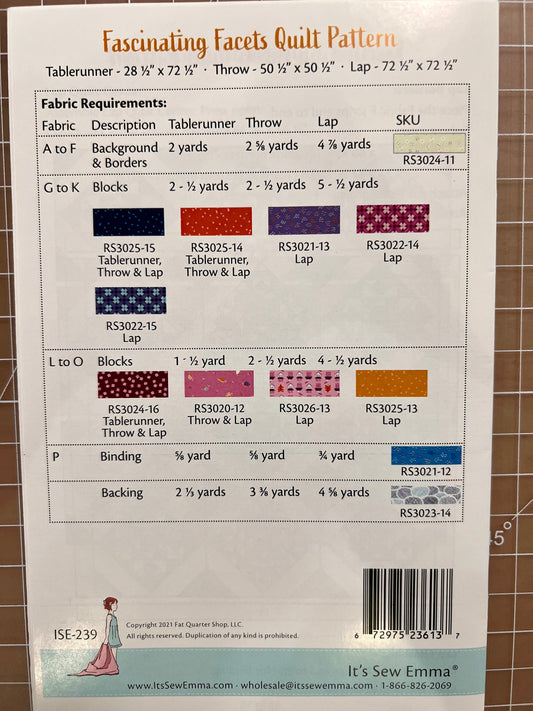 Fascinating Facets Quilt Pattern
Tablerunner - 28 ½” x 72 ½” · Throw - 50 ½” x 50 ½” · Lap - 72 ½” x 72 ½”
Fabric Requirements:
Fabric Description Tablerunner Throw Lap SKU
A to F Background & Borders 2 yards 2 ⅝ yards 4 ⅞ yards
RS3024-11
G to K Blocks 2 - ½ yards 2 - ½ yards 5 - ½ yards
RS3025-15 RS3025-14 RS3021-13 RS3022-14
Tablerunner, Tablerunner, Lap Lap
Throw & Lap Throw & Lap
RS3022-15
Lap
L to O Blocks 1 - ½ yard 2 - ½ yards 4 - ½ yards
RS3024-16 RS3020-12 RS3026-13 RS3025-13
Tablerunner, Throw & Lap Lap Lap
Throw & Lap
P Binding ⅝ yard ⅝ yard ¾ yard
RS3021-12
Backing 2 ⅓ yards 3 ⅜ yards 4 ⅝ yards
RS3023-14
45°
ISE-239
Copyright 2021 Fat Quarter Shop, LLC.
All rights reserved. Duplication of any kind is prohibited.
6 72975 23613 7
It's Sew Emma®
www.ItsSewEmma.com · wholesale@itssewemma.com · 1-866-826-2069